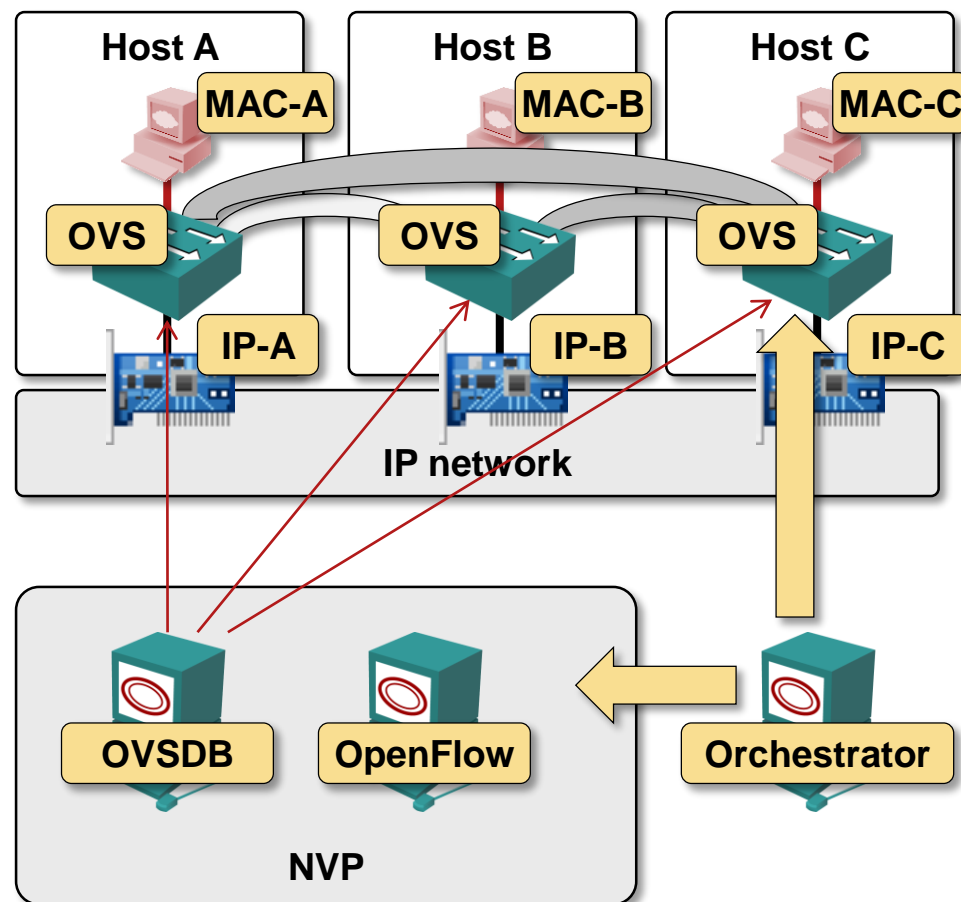 Host A
Host B
Host C
MAC-A
MAC-B
MAC-C
OVS
OVS
OVS
IP-A
IP-B
IP-C
IP network
OVSDB
OpenFlow
Orchestrator
NVP